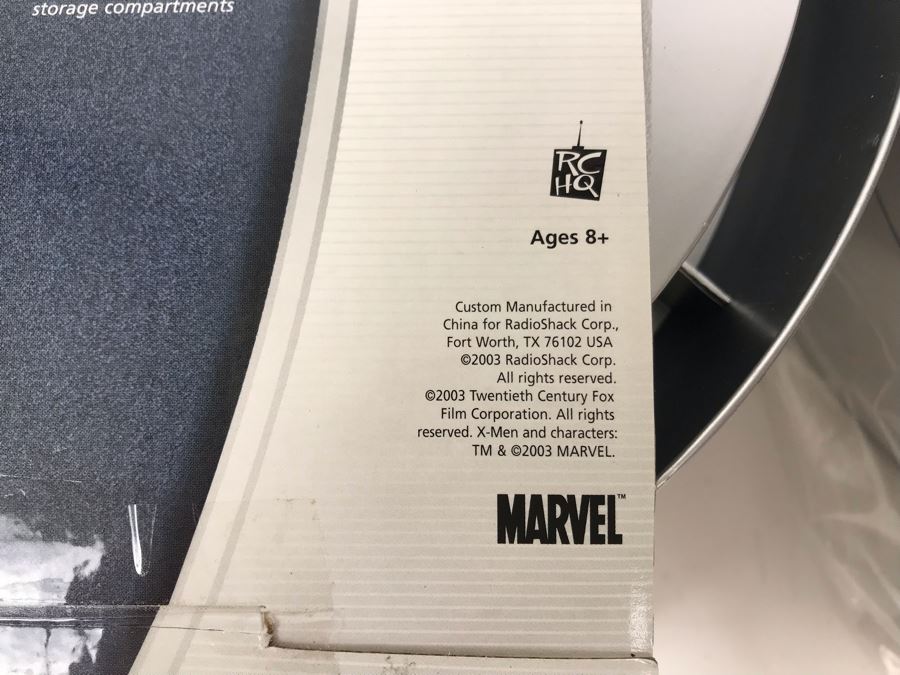 storage compartments
RC
HQ
Ages 8+
Custom Manufactured in
China for RadioShack Corp.,
Fort Worth, TX 76102 USA
©2003 RadioShack Corp.
All rights reserved.
©2003 Twentieth Century Fox
Film Corporation. All rights
reserved. X-Men and characters:
TM & ©2003 MARVEL.
MARVEL™